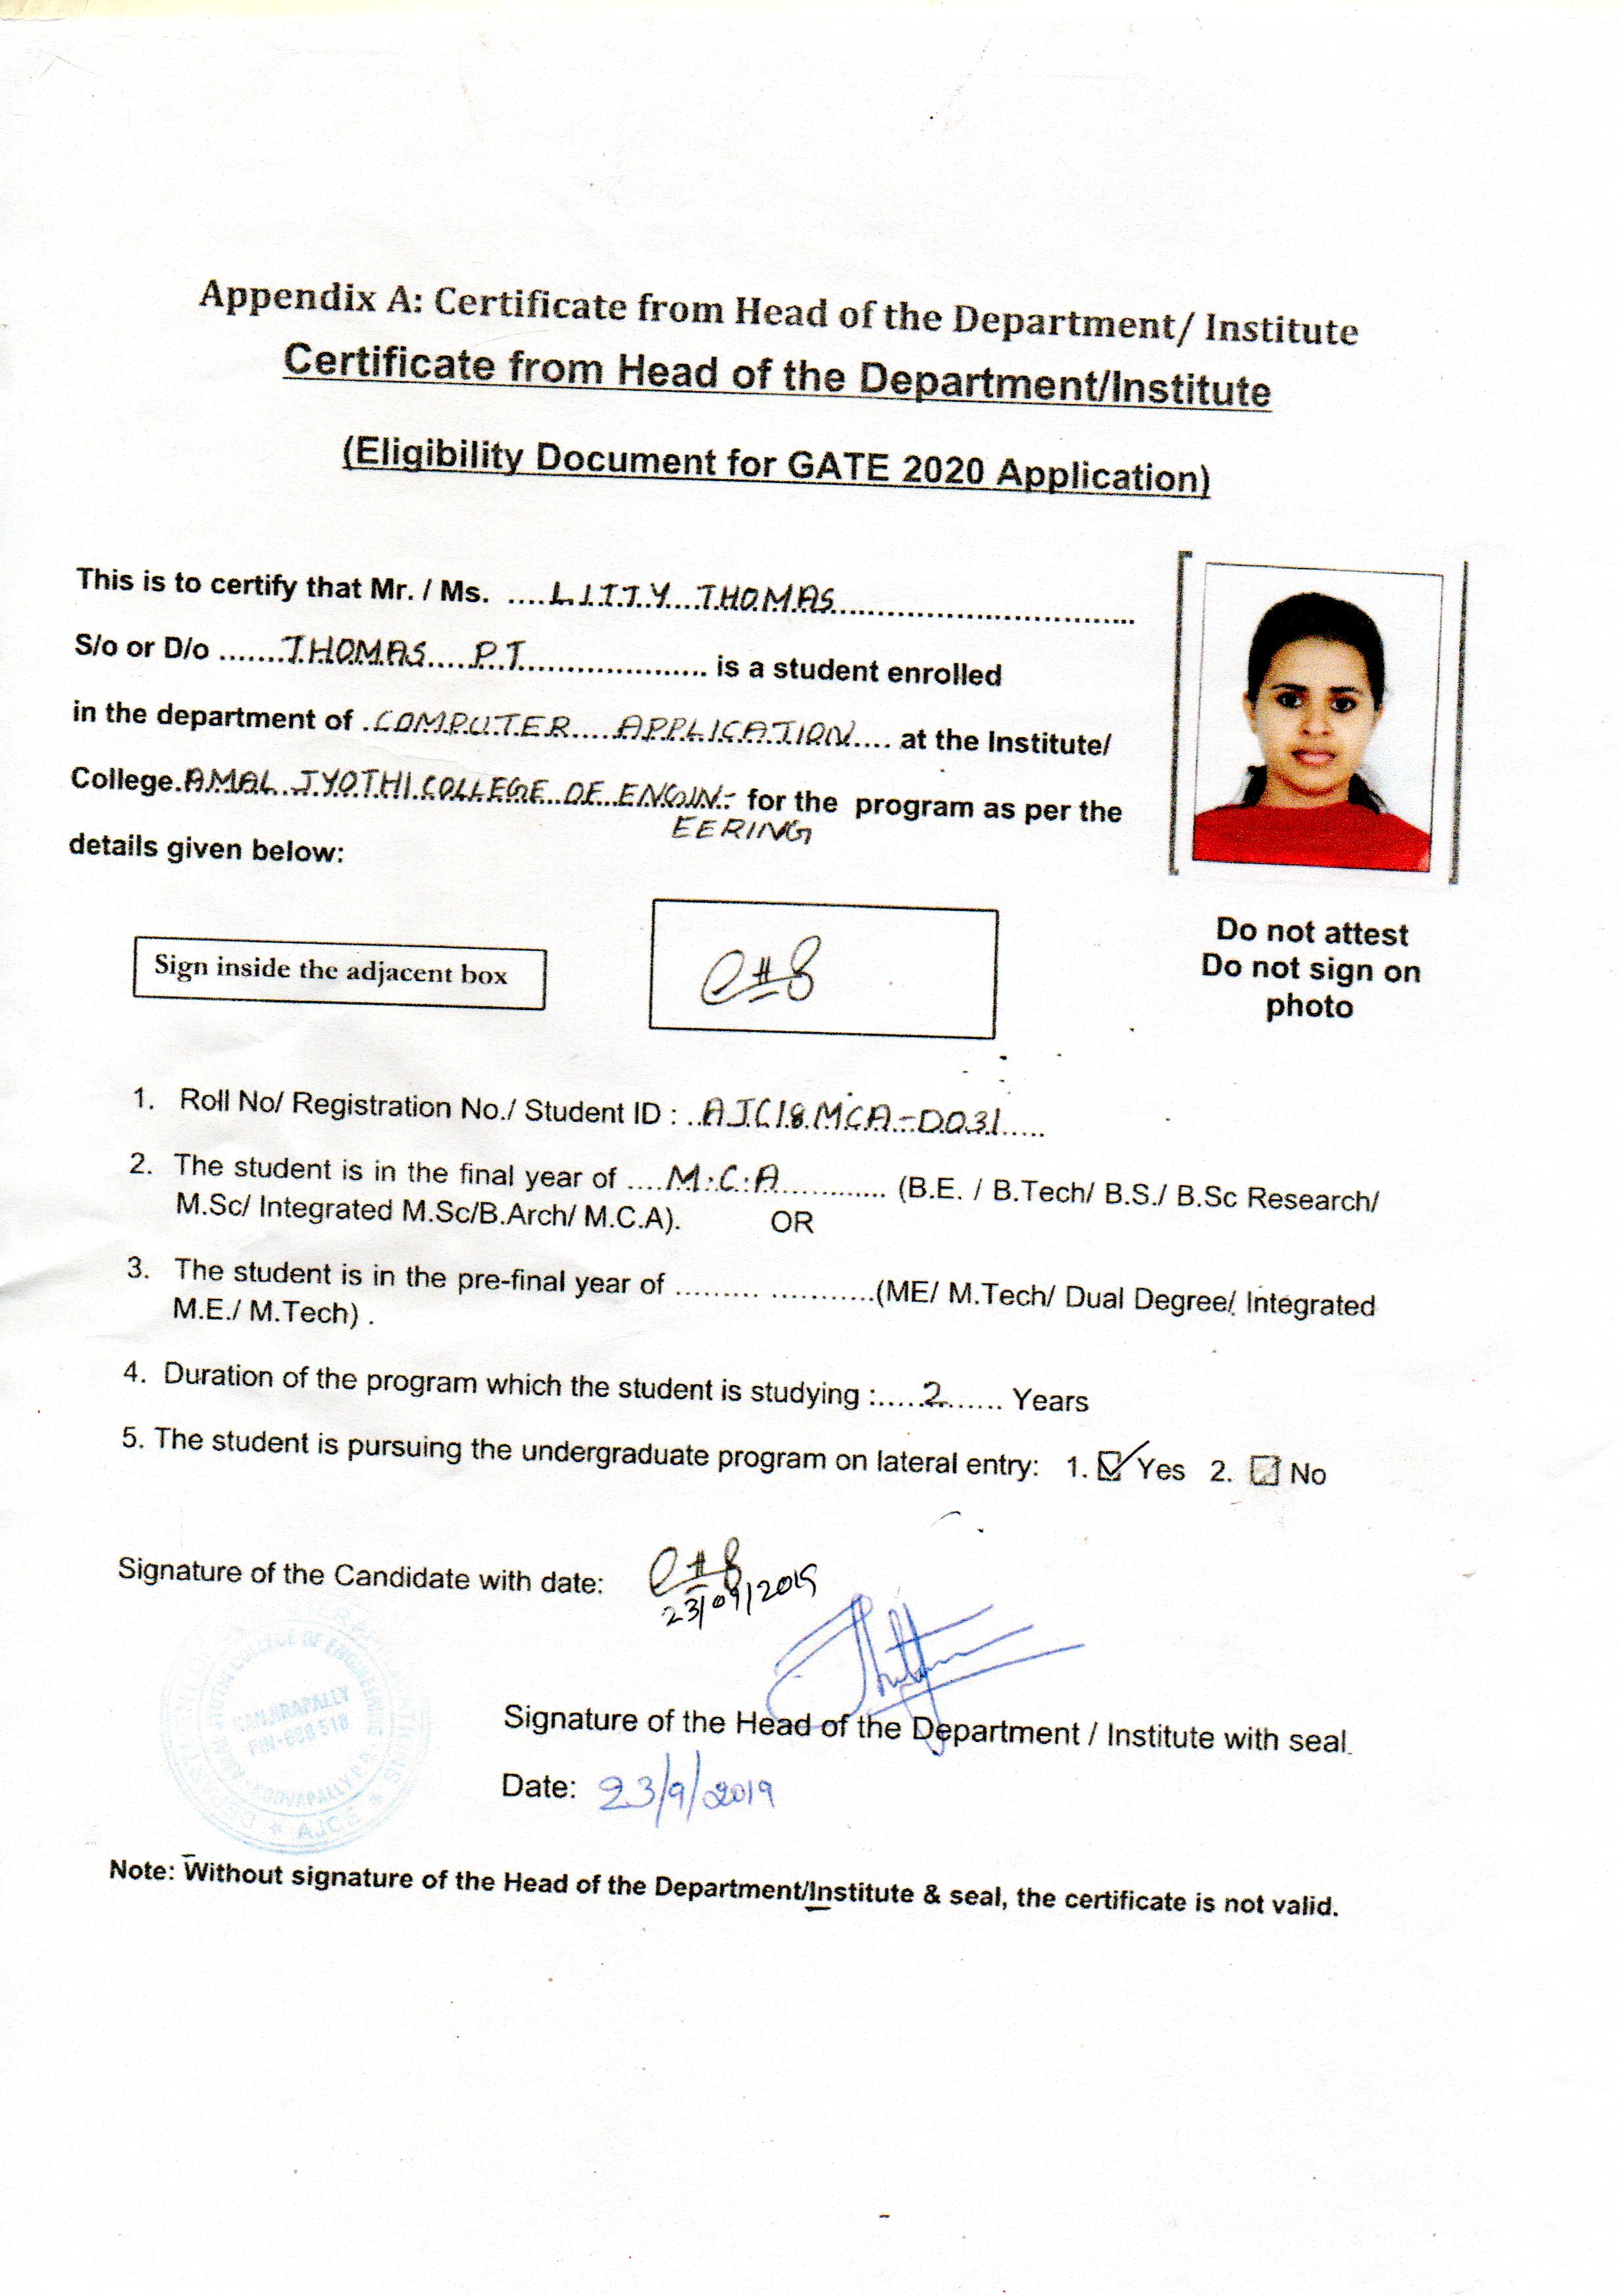 Appendix A: Certificate from Head of the Department/ Institute
Certificate from Head of the Department/Institute
(Eligibility Document for GATE 2020 Application)
This is to certify that Mr. / Ms. ....LITTY THOMAS..............................
S/o or D/o .......THOMAS P T...................... is a student enrolled
in the department of .COMPUTER APPLICATION.... at the Institute/
College.AMAL JYOTHI COLLEGE OF ENGIN- for the program as per the
EERING
details given below:
Do not attest
Do not sign on
photo
Sign inside the adjacent box
1. Roll No/ Registration No./ Student ID : ..AJC18MCA-D031.....
2. The student is in the final year of ....M.C.A............. (B.E. / B.Tech/ B.S./ B.Sc Research/
M.Sc/ Integrated M.Sc/B.Arch/ M.C.A). OR
3. The student is in the pre-final year of ......... ...........(ME/ M.Tech/ Dual Degree/ Integrated
M.E./ M.Tech) .
4. Duration of the program which the student is studying :.....2....... Years
5. The student is pursuing the undergraduate program on lateral entry: 1. Yes 2. No
Signature of the Candidate with date:
23/09/2019
AMAL JYOTHI COLLEGE OF ENGINEERING
KANJIRAPALLY
PIN-686 518
KOOVAPALLY P.O
AJCE
Signature of the Head of the Department / Institute with seal
Date: 23/9/2019
Note: Without signature of the Head of the Department/Institute & seal, the certificate is not valid.